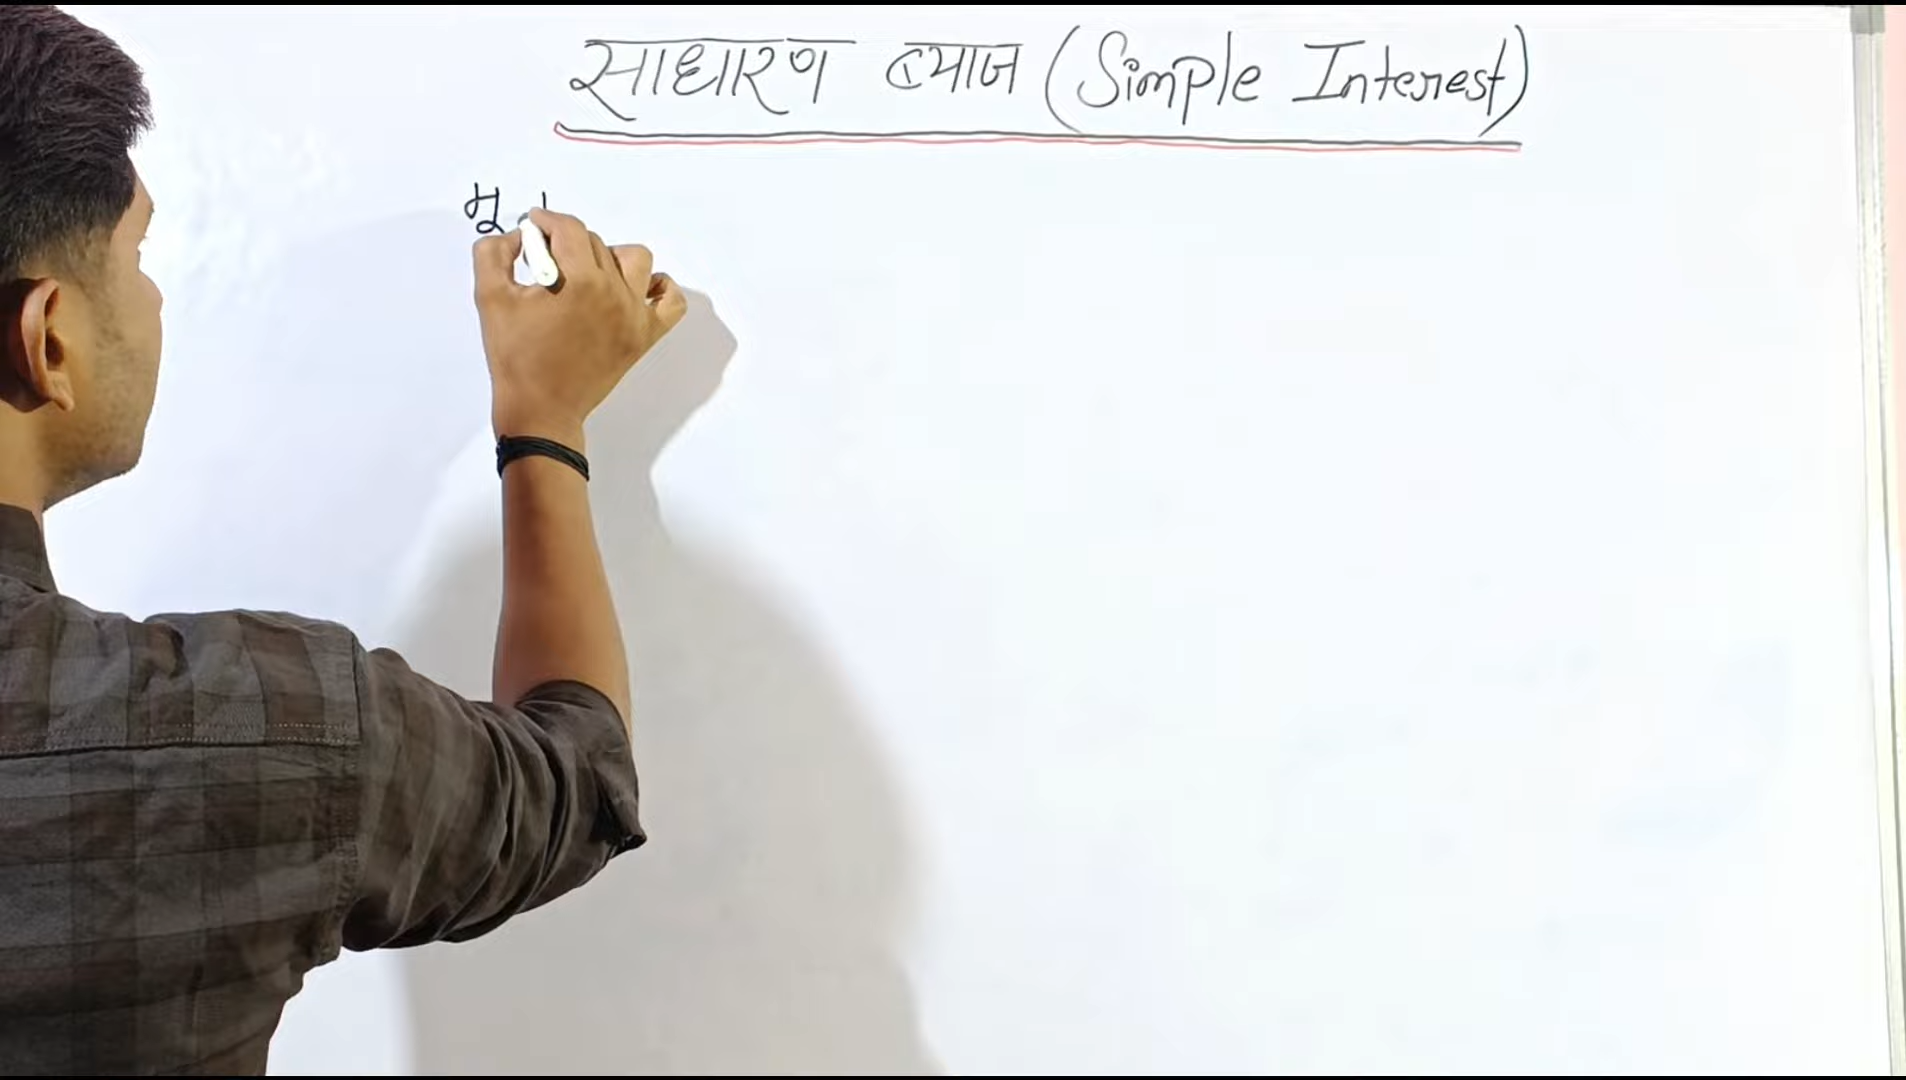 साधारण ब्याज (Simple Interest)
मू